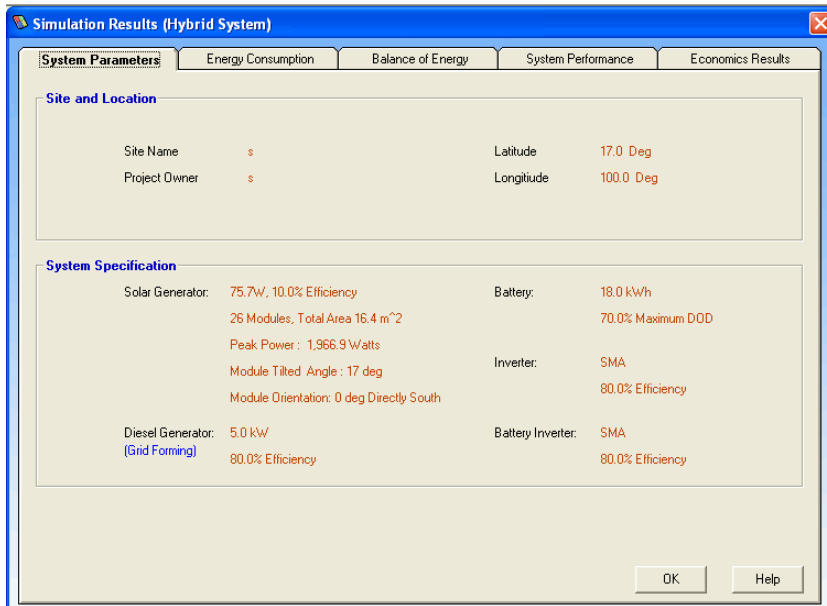 Simulation Results (Hybrid System)
System Parameters Energy Consumption Balance of Energy System Performance Economics Results
Site and Location
Site Name s Latitude 17.0 Deg
Project Owner s Longitiude 100.0 Deg
System Specification
Solar Generator: 75.7W, 10.0% Efficiency Battery: 18.0 kWh
26 Modules, Total Area 16.4 m^2 70.0% Maximum DOD
Peak Power : 1,966.9 Watts
Inverter: SMA
Module Tilted Angle : 17 deg
80.0% Efficiency
Module Orientation: 0 deg Directly South
Diesel Generator: 5.0 kW Battery Inverter: SMA
(Grid Forming)
80.0% Efficiency 80.0% Efficiency
OK Help